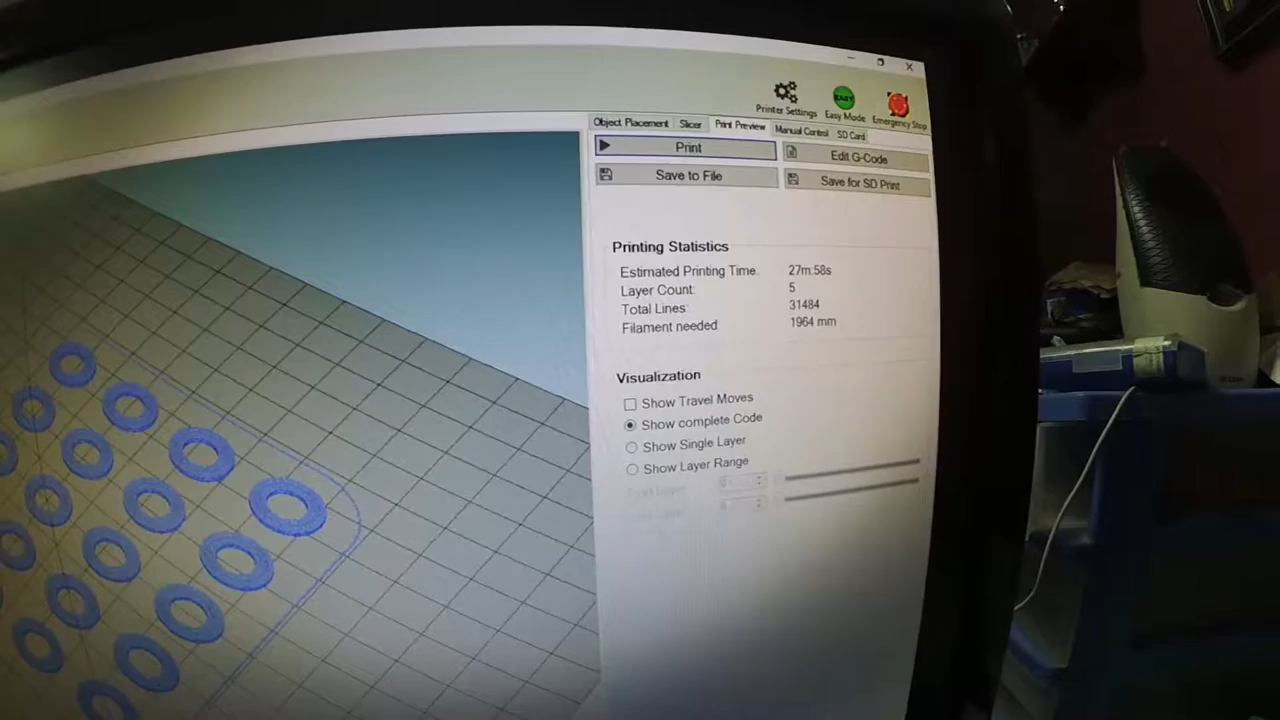 Printer Settings
EASY
Easy Mode
Emergency Stop
Object Placement
Slicer
Print Preview
Manual Control
SD Card
Print
Edit G-Code
Save to File
Save for SD Print
Printing Statistics
Estimated Printing Time: 27m:58s
Layer Count: 5
Total Lines: 31484
Filament needed 1964 mm
Visualization
Show Travel Moves
Show complete Code
Show Single Layer
Show Layer Range